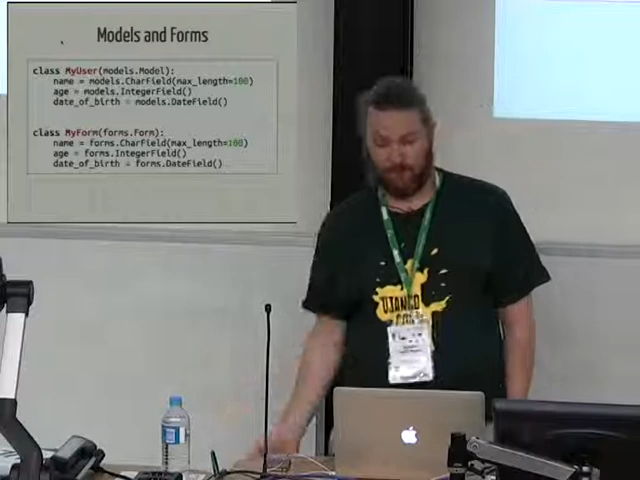 Models and Forms
class MyUser(models.Model):
name = models.CharField(max_length=100)
age = models.IntegerField()
date_of_birth = models.DateField()
class MyForm(forms.Form):
name = forms.CharField(max_length=100)
age = forms.IntegerField()
date_of_birth = forms.DateField()
DJANGO